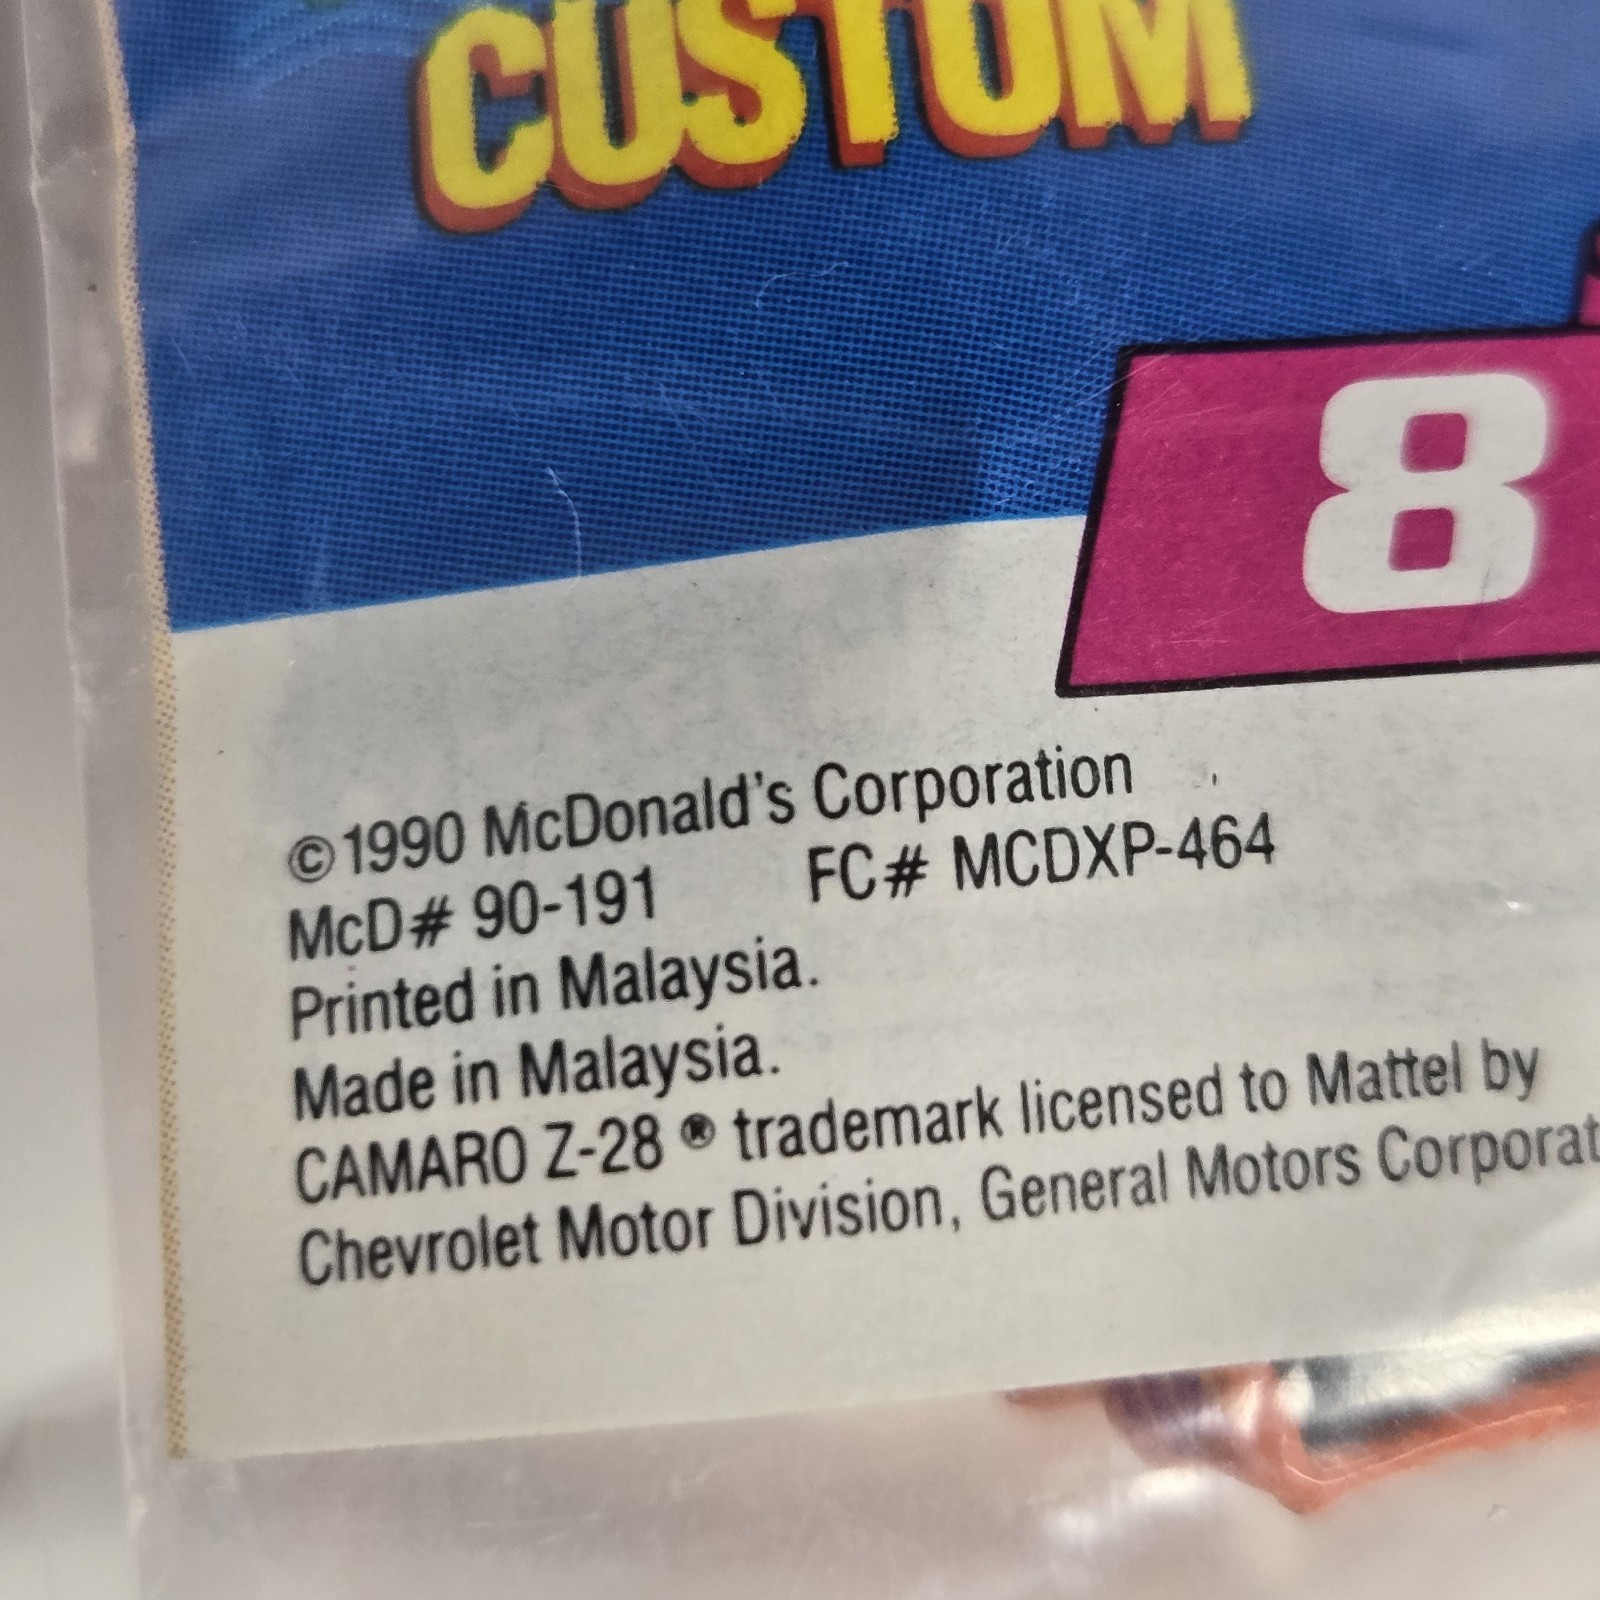 CUSTOM
8
©1990 McDonald's Corporation
McD# 90-191 FC# MCDXP-464
Printed in Malaysia.
Made in Malaysia.
CAMARO Z-28 ® trademark licensed to Mattel by
Chevrolet Motor Division, General Motors Corporat